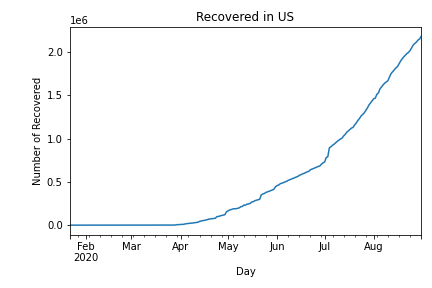 Recovered in US
1e6
Number of Recovered
2.0
1.5
1.0
0.5
0.0
Feb Mar Apr May Jun Jul Aug
2020
Day